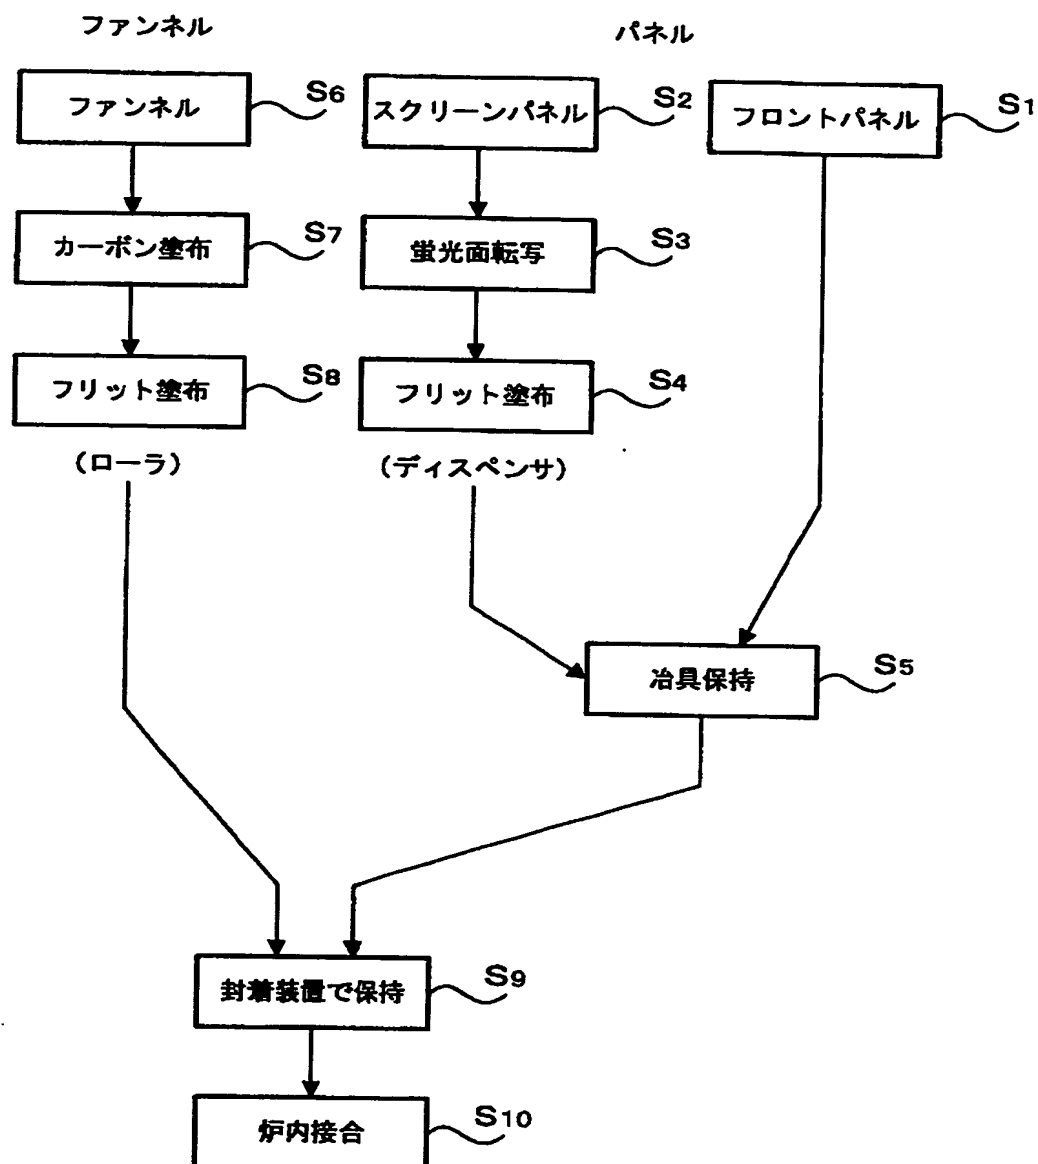 ファンネル
パネル
ファンネル
S6
スクリーンパネル
S2
フロントパネル
S1
カーボン塗布
S7
蛍光面転写
S3
フリット塗布
S8
フリット塗布
S4
(ローラ)
(ディスペンサ)
冶具保持
S5
封着装置で保持
S9
炉内接合
S10